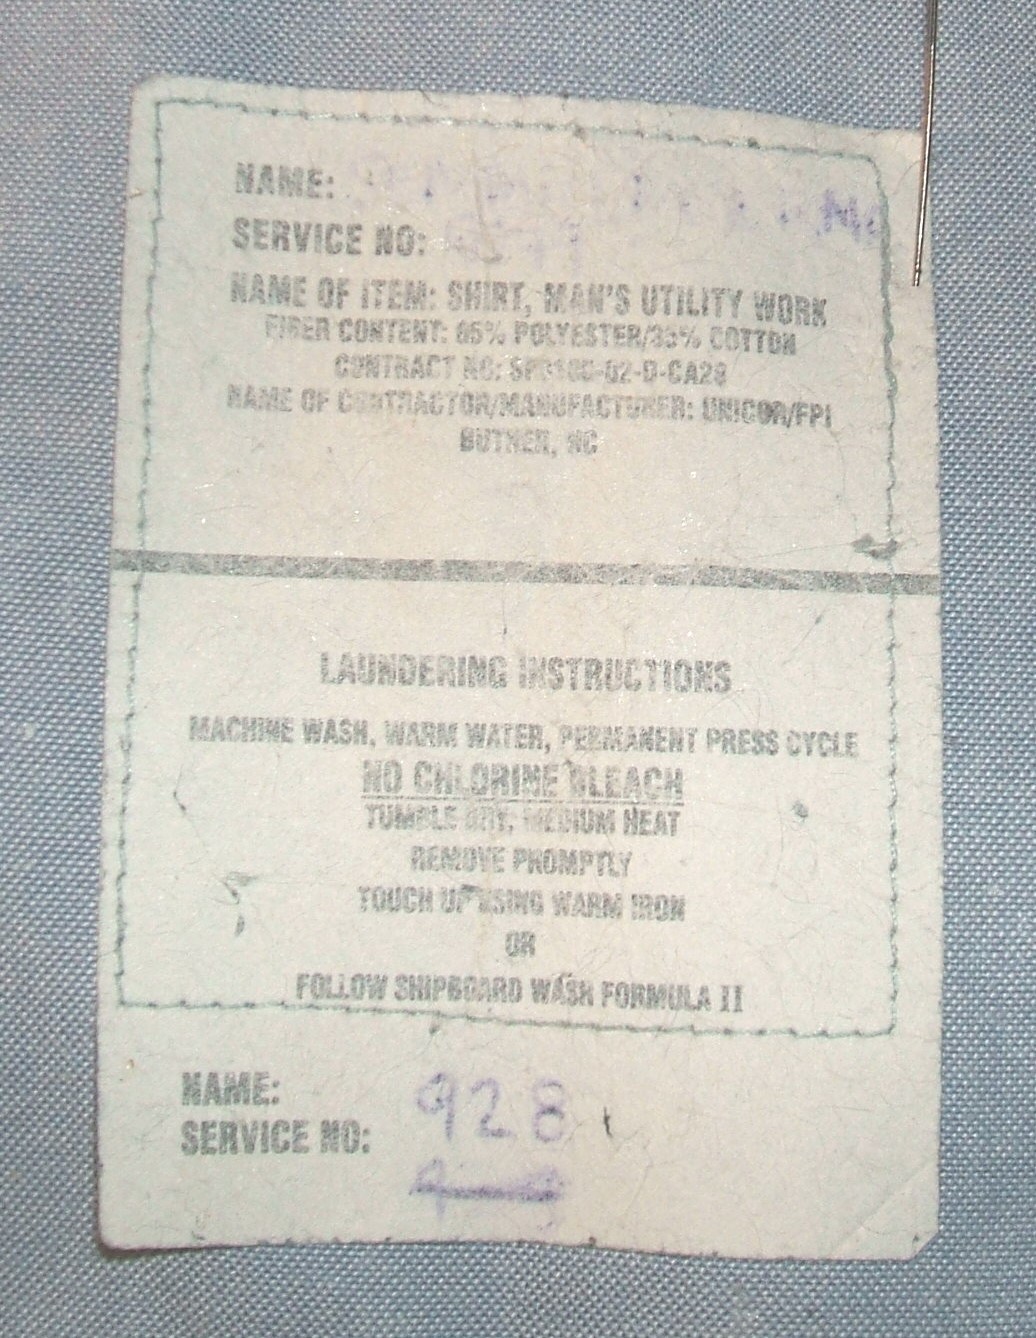 NAME:
SERVICE NO:
NAME OF ITEM: SHIRT, MAN'S UTILITY WORK
FIBER CONTENT: 65% POLYESTER/35% COTTON
CONTRACT NO:
NAME OF CONTRACTOR/MANUFACTURER: UNICOR/FPI
BUTNER, NC
LAUNDERING INSTRUCTIONS
MACHINE WASH, WARM WATER, PERMANENT PRESS CYCLE
NO CHLORINE BLEACH
TUMBLE DRY, MEDIUM HEAT
REMOVE PROMPTLY
TOUCH UP USING WARM IRON
OR
FOLLOW SHIPBOARD WASH FORMULA II
NAME: 928
SERVICE NO: